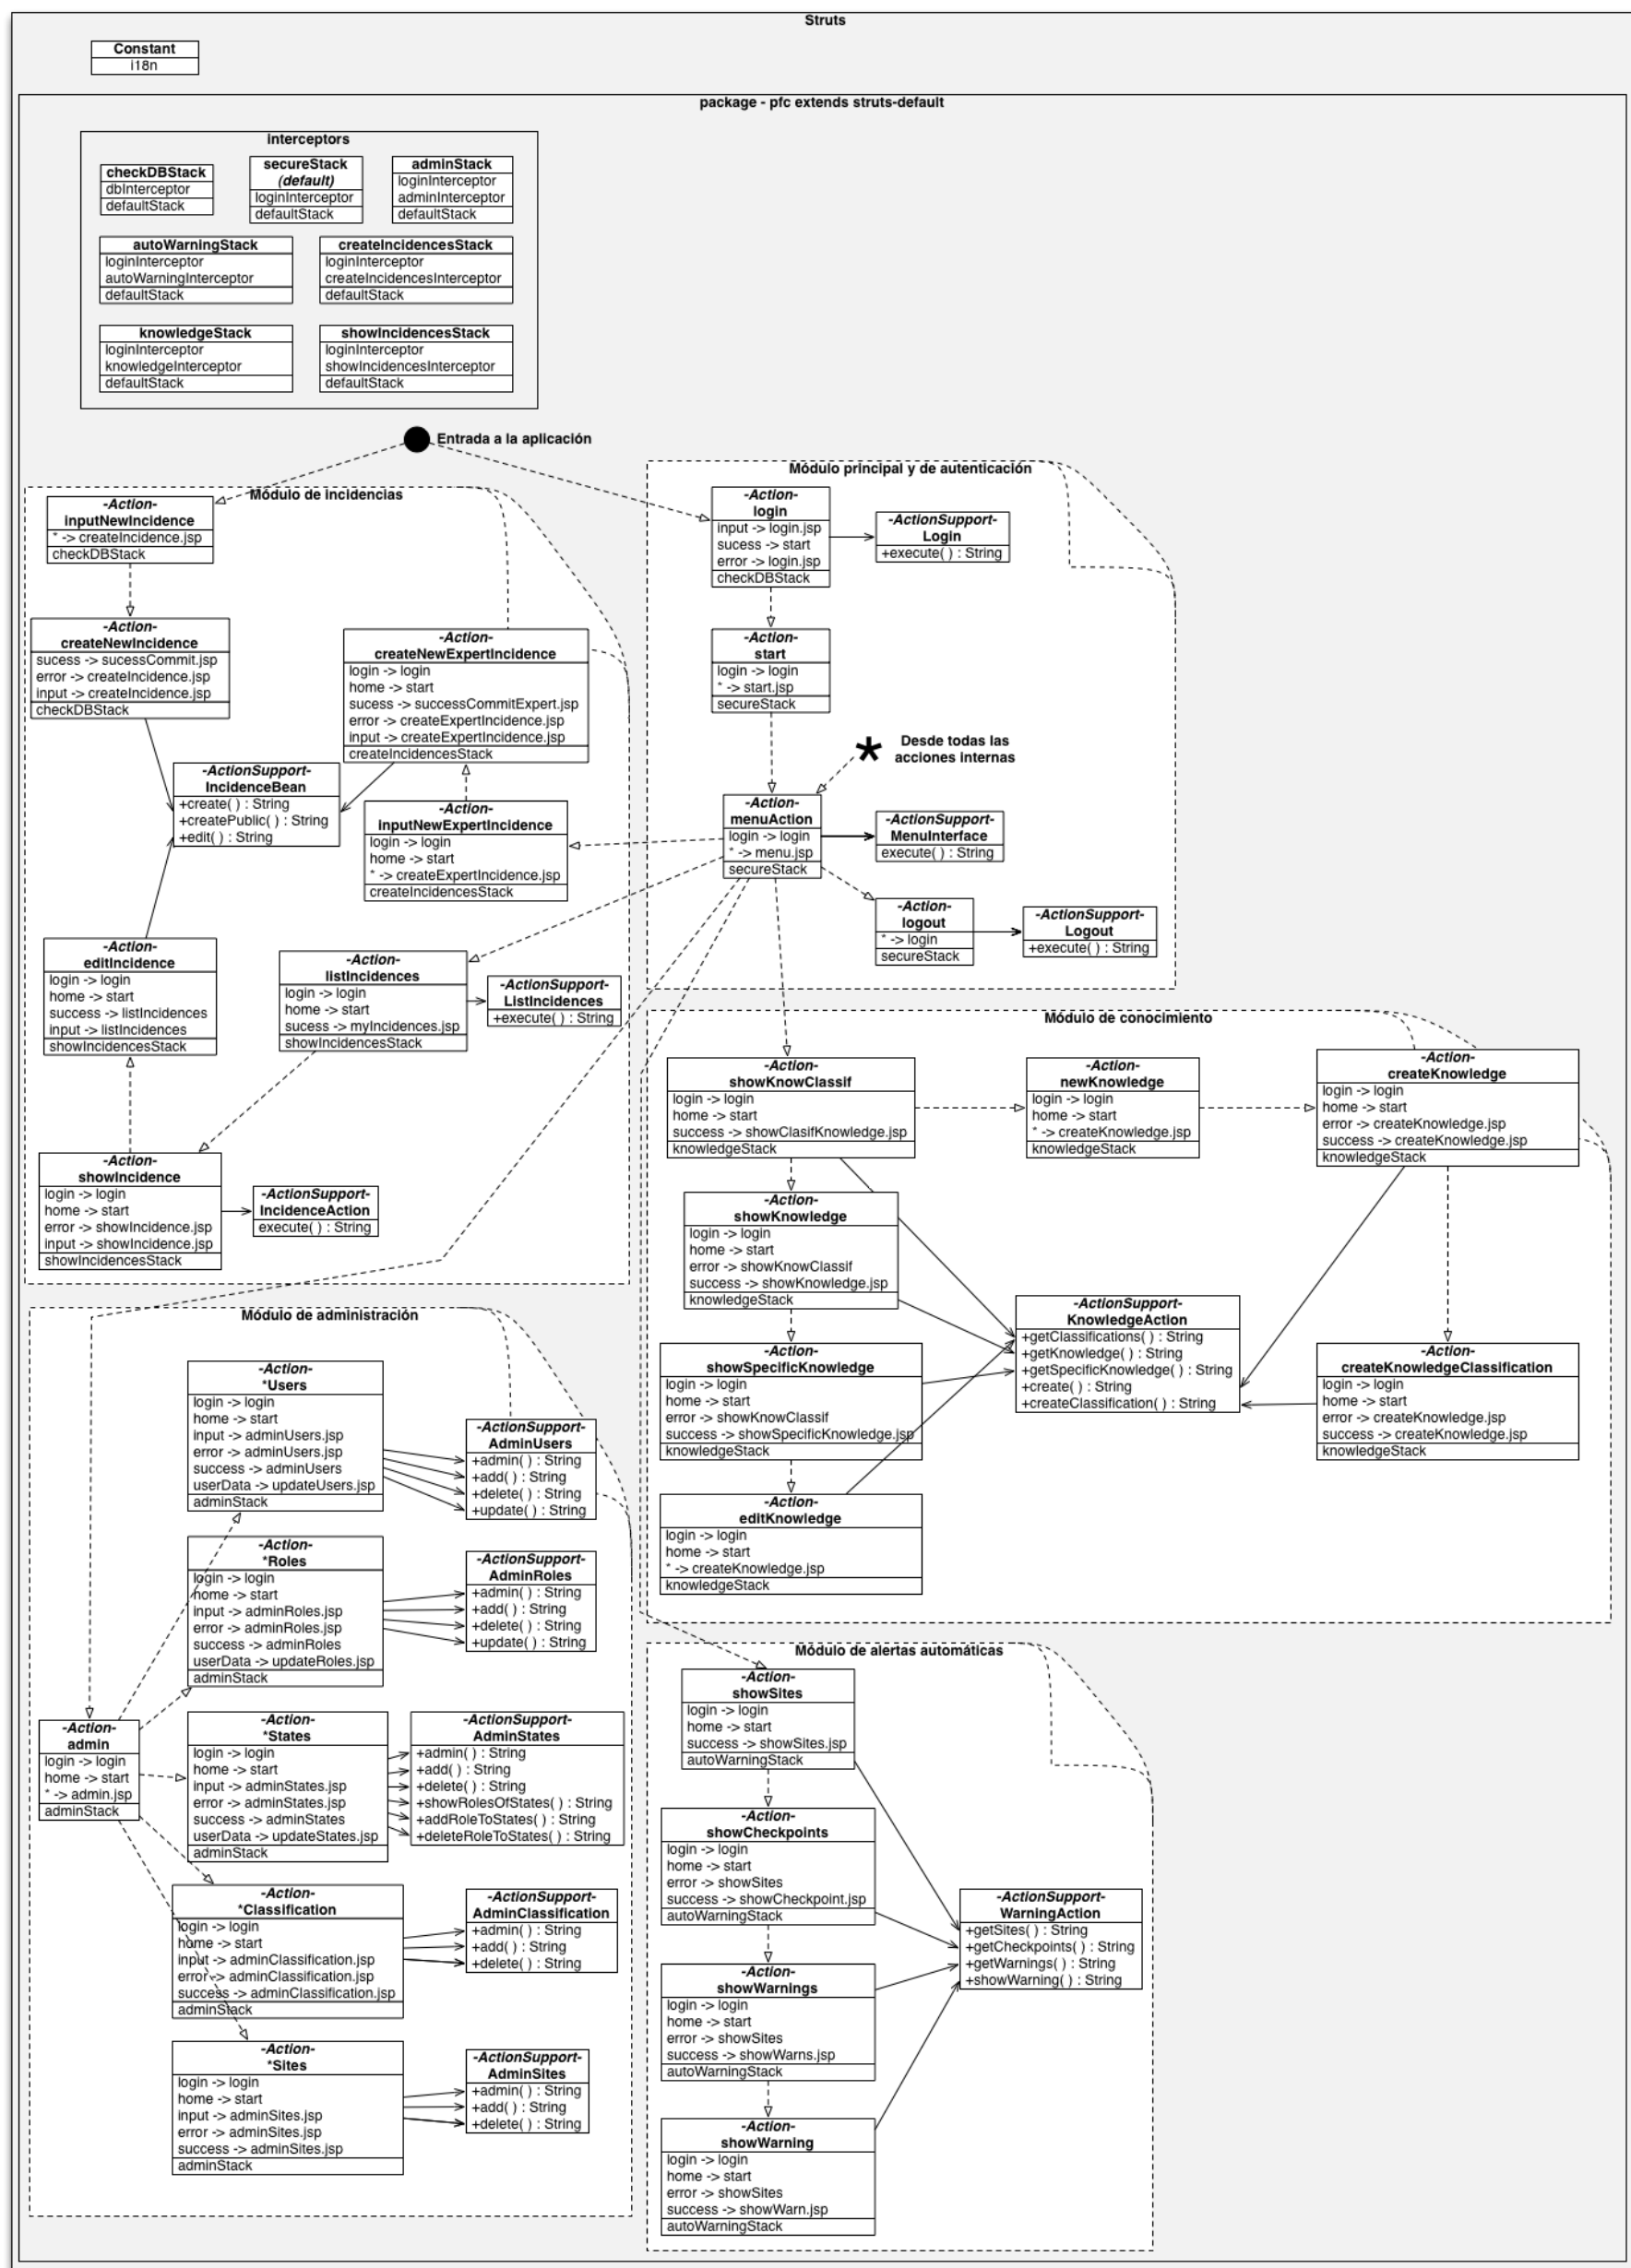 Struts
Constant
i18n
package - pfc extends struts-default
interceptors
checkDBStack
dbInterceptor
defaultStack
secureStack
(default)
loginInterceptor
defaultStack
adminStack
loginInterceptor
adminInterceptor
defaultStack
autoWarningStack
loginInterceptor
autoWarningInterceptor
defaultStack
createIncidencesStack
loginInterceptor
createIncidencesInterceptor
defaultStack
knowledgeStack
loginInterceptor
knowledgeInterceptor
defaultStack
showIncidencesStack
loginInterceptor
showIncidencesInterceptor
defaultStack
Entrada a la aplicación
Módulo de incidencias
-Action-
inputNewIncidence
* -> createIncidence.jsp
checkDBStack
-Action-
createNewIncidence
sucess -> sucessCommit.jsp
error -> createIncidence.jsp
input -> createIncidence.jsp
checkDBStack
-Action-
createNewExpertIncidence
login -> login
home -> start
sucess -> successCommitExpert.jsp
error -> createExpertIncidence.jsp
input -> createExpertIncidence.jsp
createIncidencesStack
-ActionSupport-
IncidenceBean
+create( ) : String
+createPublic( ) : String
+edit( ) : String
-Action-
inputNewExpertIncidence
login -> login
home -> start
* -> createExpertIncidence.jsp
createIncidencesStack
-Action-
editIncidence
login -> login
home -> start
success -> listIncidences
input -> listIncidences
showIncidencesStack
-Action-
listIncidences
login -> login
home -> start
sucess -> myIncidences.jsp
showIncidencesStack
-ActionSupport-
ListIncidences
+execute( ) : String
-Action-
showIncidence
login -> login
home -> start
error -> showIncidence.jsp
input -> showIncidence.jsp
showIncidencesStack
-ActionSupport-
IncidenceAction
execute( ) : String
Módulo principal y de autenticación
-Action-
login
input -> login.jsp
sucess -> start
error -> login.jsp
checkDBStack
-ActionSupport-
Login
+execute( ) : String
-Action-
start
login -> login
* -> start.jsp
secureStack
* Desde todas las
acciones internas
-Action-
menuAction
login -> login
* -> menu.jsp
secureStack
-ActionSupport-
MenuInterface
execute( ) : String
-Action-
logout
* -> login
secureStack
-ActionSupport-
Logout
+execute( ) : String
Módulo de conocimiento
-Action-
showKnowClassif
login -> login
home -> start
success -> showClasifKnowledge.jsp
knowledgeStack
-Action-
newKnowledge
login -> login
home -> start
* -> createKnowledge.jsp
knowledgeStack
-Action-
createKnowledge
login -> login
home -> start
error -> createKnowledge.jsp
success -> createKnowledge.jsp
knowledgeStack
-Action-
showKnowledge
login -> login
home -> start
error -> showKnowClassif
success -> showKnowledge.jsp
knowledgeStack
-ActionSupport-
KnowledgeAction
+getClassifications( ) : String
+getKnowledge( ) : String
+getSpecificKnowledge( ) : String
+create( ) : String
+createClassification( ) : String
-Action-
showSpecificKnowledge
login -> login
home -> start
error -> showKnowClassif
success -> showSpecificKnowledge.jsp
knowledgeStack
-Action-
createKnowledgeClassification
login -> login
home -> start
error -> createKnowledge.jsp
success -> createKnowledge.jsp
knowledgeStack
-Action-
editKnowledge
login -> login
home -> start
* -> createKnowledge.jsp
knowledgeStack
Módulo de administración
-Action-
*Users
login -> login
home -> start
input -> adminUsers.jsp
error -> adminUsers.jsp
success -> adminUsers
userData -> updateUsers.jsp
adminStack
-ActionSupport-
AdminUsers
+admin( ) : String
+add( ) : String
+delete( ) : String
+update( ) : String
-Action-
*Roles
login -> login
home -> start
input -> adminRoles.jsp
error -> adminRoles.jsp
success -> adminRoles
userData -> updateRoles.jsp
adminStack
-ActionSupport-
AdminRoles
+admin( ) : String
+add( ) : String
+delete( ) : String
+update( ) : String
-Action-
admin
login -> login
home -> start
* -> admin.jsp
adminStack
-Action-
*States
login -> login
home -> start
input -> adminStates.jsp
error -> adminStates.jsp
success -> adminStates
userData -> updateStates.jsp
adminStack
-ActionSupport-
AdminStates
+admin( ) : String
+add( ) : String
+delete( ) : String
+showRolesOfStates( ) : String
+addRoleToStates( ) : String
+deleteRoleToStates( ) : String
-Action-
*Classification
login -> login
home -> start
input -> adminClassification.jsp
error -> adminClassification.jsp
success -> adminClassification.jsp
adminStack
-ActionSupport-
AdminClassification
+admin( ) : String
+add( ) : String
+delete( ) : String
-Action-
*Sites
login -> login
home -> start
input -> adminSites.jsp
error -> adminSites.jsp
success -> adminSites.jsp
adminStack
-ActionSupport-
AdminSites
+admin( ) : String
+add( ) : String
+delete( ) : String
Módulo de alertas automáticas
-Action-
showSites
login -> login
home -> start
success -> showSites.jsp
autoWarningStack
-Action-
showCheckpoints
login -> login
home -> start
error -> showSites
success -> showCheckpoint.jsp
autoWarningStack
-ActionSupport-
WarningAction
+getSites( ) : String
+getCheckpoints( ) : String
+getWarnings( ) : String
+showWarning( ) : String
-Action-
showWarnings
login -> login
home -> start
error -> showSites
success -> showWarns.jsp
autoWarningStack
-Action-
showWarning
login -> login
home -> start
error -> showSites
success -> showWarn.jsp
autoWarningStack